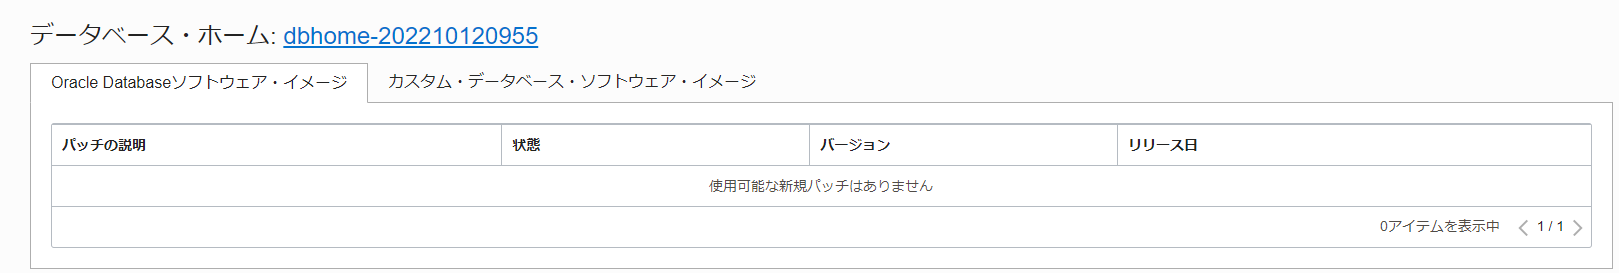 データベース・ホーム: dbhome-202210120955
Oracle Databaseソフトウェア・イメージ カスタム・データベース・ソフトウェア・イメージ
パッチの説明 状態 バージョン リリース日
使用可能な新規パッチはありません
0アイテムを表示中 1 / 1